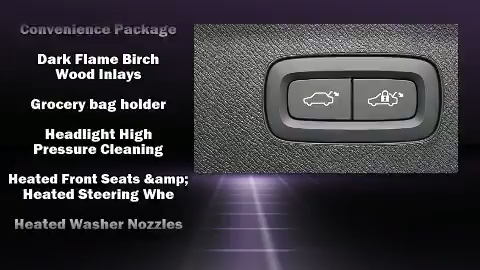 Convenience Package
Dark Flame Birch
Wood Inlays
Grocery bag holder
Headlight High
Pressure Cleaning
Heated Front Seats &amp;
Heated Steering Whe
Heated Washer Nozzles